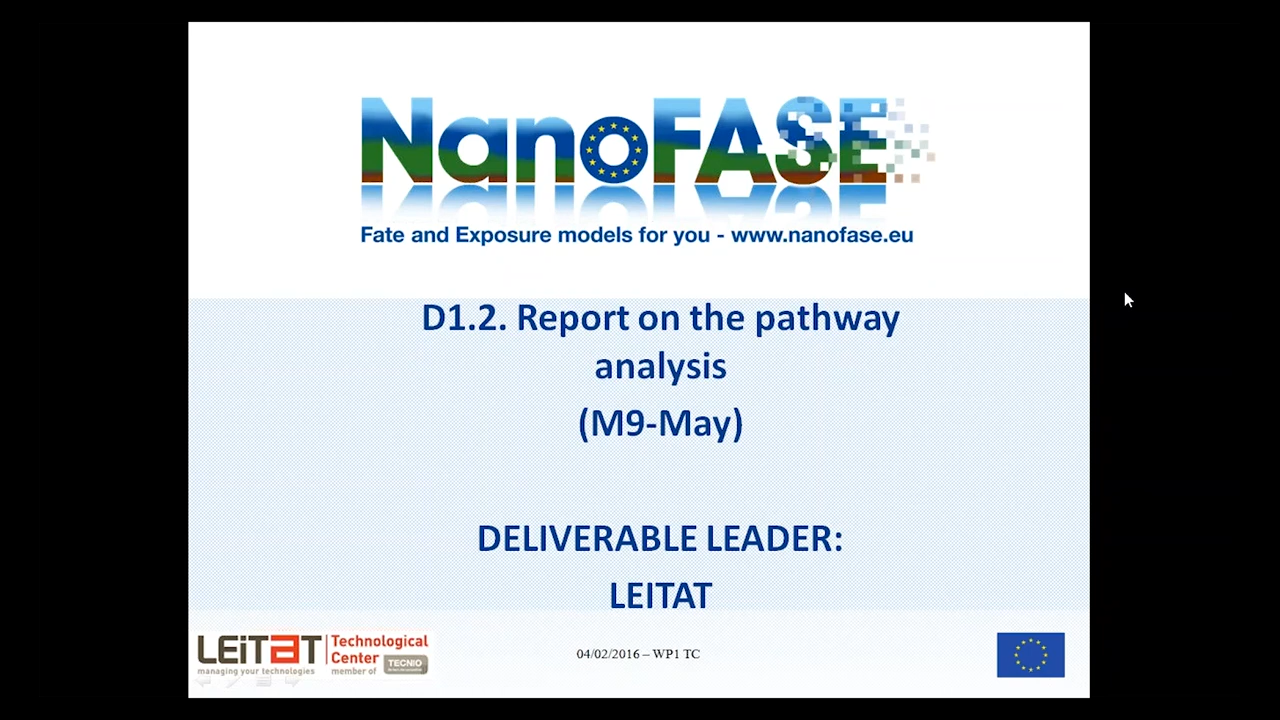 NanoFASE
Fate and Exposure models for you - www.nanofase.eu
D1.2. Report on the pathway
analysis
(M9-May)
DELIVERABLE LEADER:
LEITAT
LEiTAT Technological
Center
managing your technologies member of TECNIO
04/02/2016 – WP1 TC